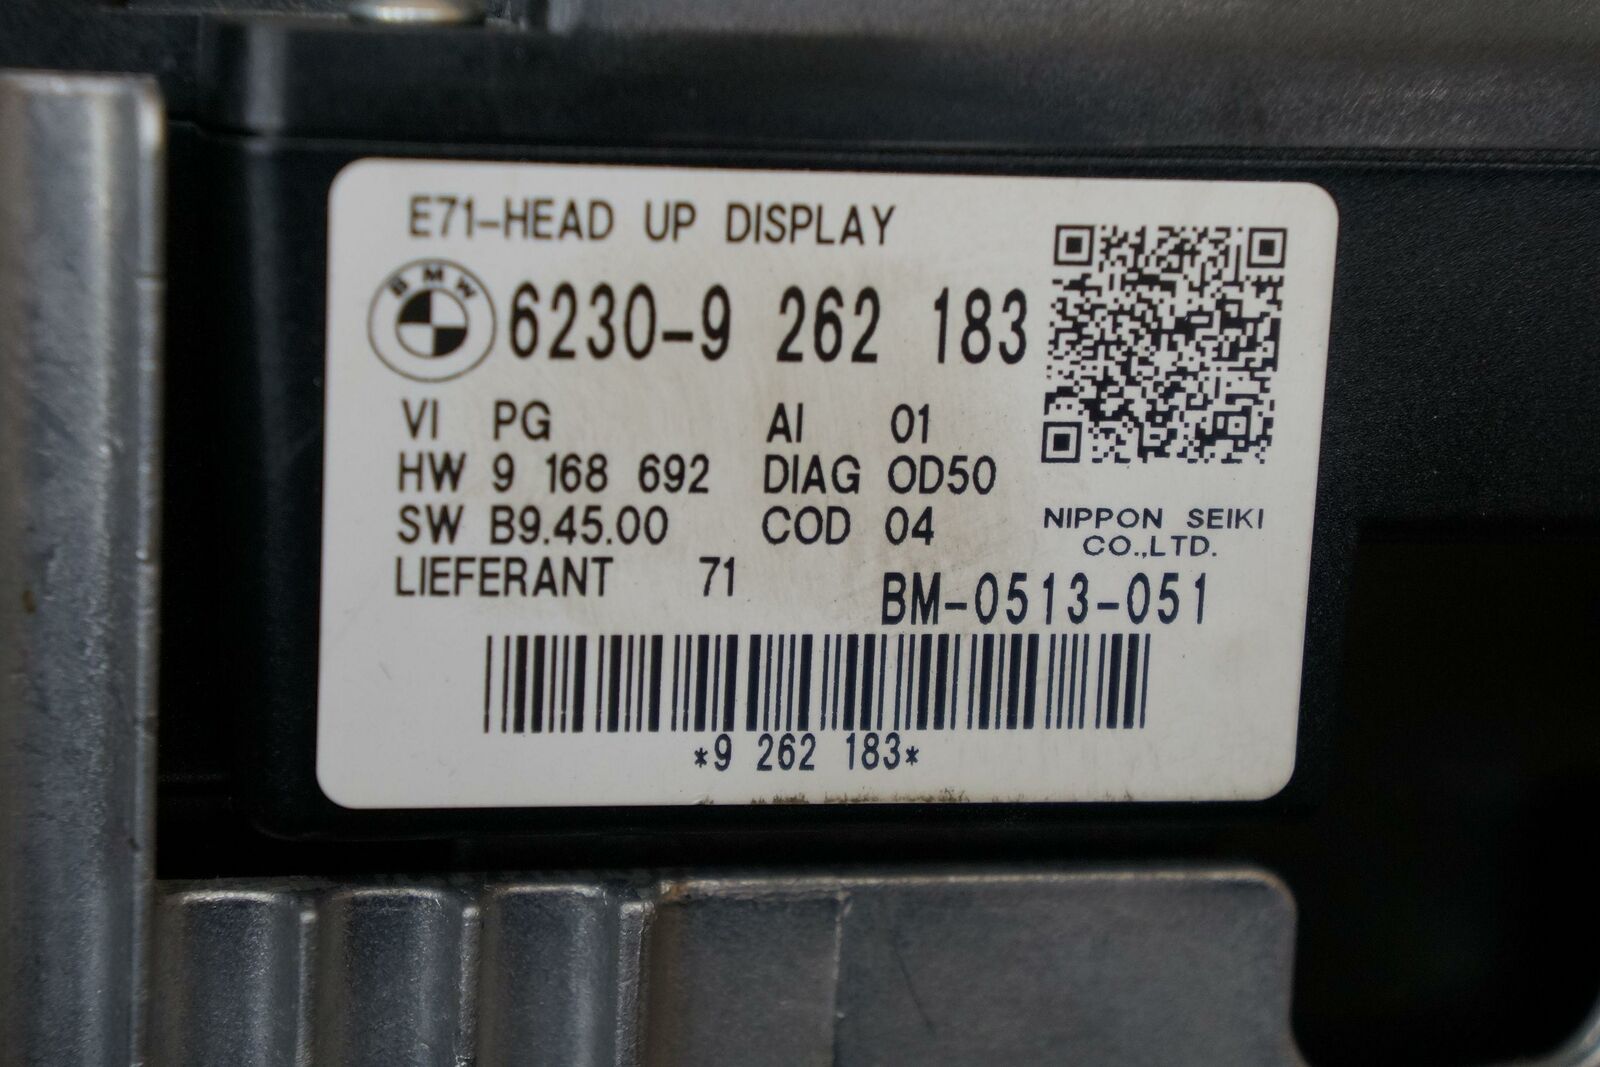 E71-HEAD UP DISPLAY
BMW
6230-9 262 183
VI PG AI 01
HW 9 168 692 DIAG 0D50
SW B9.45.00 COD 04
NIPPON SEIKI
CO.,LTD.
LIEFERANT 71
BM-0513-051
*9 262 183*